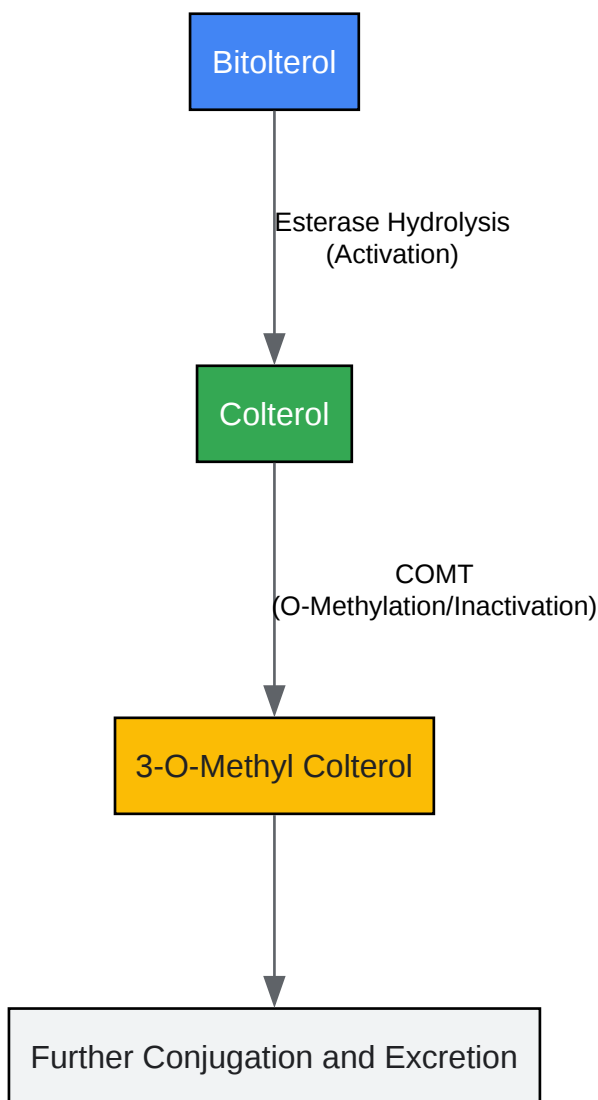 Bitolterol
Esterase Hydrolysis
(Activation)
Colterol
COMT
(O-Methylation/Inactivation)
3-O-Methyl Colterol
Further Conjugation and Excretion